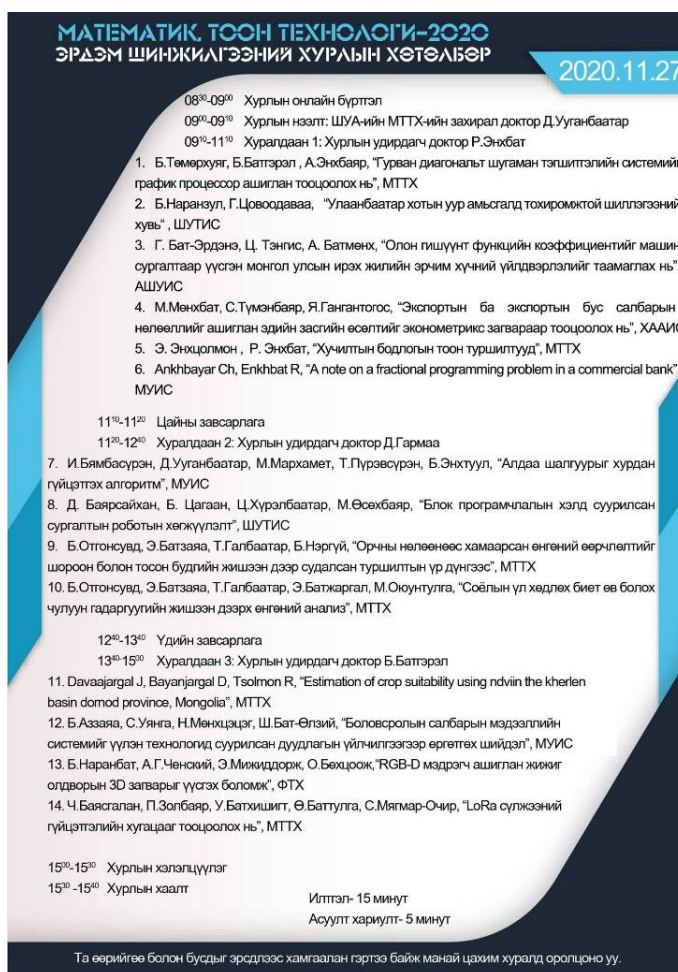 МАТЕМАТИК, ТООН ТЕХНОЛОГИ-2020
ЭРДЭМ ШИНЖИЛГЭЭНИЙ ХУРЛЫН ХӨТӨЛБӨР
2020.11.27
08³⁰-09⁰⁰ Хурлын онлайн бүртгэл
09⁰⁰-09¹⁰ Хурлын нээлт: ШУА-ийн МТТХ-ийн захирал доктор Д.Ууганбаатар
09¹⁰-11¹⁰ Хуралдаан 1: Хурлын удирдагч доктор Р.Энхбат
1. Б.Төмөрхуяг, Б.Батгэрэл , А.Энхбаяр, “Гурван диагональт шугаман тэгшитгэлийн системийг
график процессор ашиглан тооцоолох нь”, МТТХ
2. Б.Наранзул, Г.Цовоодаваа, “Улаанбаатар хотын уур амьсгалд тохиромжтой шиллэгээний
хувь“ , ШУТИС
3. Г. Бат-Эрдэнэ, Ц. Тэнгис, А. Батмөнх, “Олон гишүүнт функцийн коэффициентийг машин
сургалтаар үүсгэн монгол улсын ирэх жилийн эрчим хүчний үйлдвэрлэлийг таамаглах нь”,
АШУИС
4. М.Мөнхбат, С.Түмэнбаяр, Я.Гангантогос, “Экспортын ба экспортын бус салбарын
нөлөөллийг ашиглан эдийн засгийн өсөлтийг эконометрикс загвараар тооцоолох нь”, ХААИС
5. Э. Энхцолмон , Р. Энхбат, “Хучилтын бодлогын тоон туршилтууд”, МТТХ
6. Ankhbayar Ch, Enkhbat R, “A note on a fractional programming problem in a commercial bank”,
МУИС
11¹⁰-11²⁰ Цайны завсарлага
11²⁰-12⁴⁰ Хуралдаан 2: Хурлын удирдагч доктор Д.Гармаа
7. И.Бямбасүрэн, Д.Ууганбаатар, М.Мархамет, Т.Пүрэвсүрэн, Б.Энхтуул, “Алдаа шалгуурыг хурдан
гүйцэтгэх алгоритм”, МУИС
8. Д. Баярсайхан, Б. Цагаан, Ц.Хүрэлбаатар, М.Өсөхбаяр, “Блок програмчлалын хэлд суурилсан
сургалтын роботын хөгжүүлэлт”, ШУТИС
9. Б.Отгонсувд, Э.Батзаяа, Т.Галбаатар, Б.Нэргүй, “Орчны нөлөөнөөс хамаарсан өнгөний өөрчлөлтийг
шороон болон тосон будгийн жишээн дээр судалсан туршилтын үр дүнгээс”, МТТХ
10. Б.Отгонсувд, Э.Батзаяа, Т.Галбаатар, Э.Батжаргал, М.Оюунтулга, “Соёлын үл хөдлөх биет өв болох
чулуун гадаргуугийн жишээн дээрх өнгөний анализ”, МТТХ
12⁴⁰-13⁴⁰ Үдийн завсарлага
13⁴⁰-15⁰⁰ Хуралдаан 3: Хурлын удирдагч доктор Б.Батгэрэл
11. Davaajargal J, Bayanjargal D, Tsolmon R, “Estimation of crop suitability using ndviin the kherlen
basin dornod province, Mongolia”, МТТХ
12. Б.Аззаяа, С.Уянга, Н.Мөнхцэцэг, Ш.Бат-Өлзий, “Боловсролын салбарын мэдээллийн
системийг үүлэн технологид суурилсан дуудлагын үйлчилгээгээр өргөтгөх шийдэл”, МУИС
13. Б.Наранбат, А.Г.Ченский, Э.Мижиддорж, О.Бөхцоож,“RGB-D мэдрэгч ашиглан жижиг
олдворын 3D загварыг үүсгэх боломж”, ФТХ
14. Ч.Баясгалан, П.Золбаяр, У.Батхишигт, Ө.Баттулга, С.Мягмар-Очир, “LoRa сүлжээний
гүйцэтгэлийн хугацааг тооцоолох нь”, МТТХ
15⁰⁰-15³⁰ Хурлын хэлэлцүүлэг
15³⁰ -15⁴⁰ Хурлын хаалт
Илтгэл- 15 минут
Асуулт хариулт- 5 минут
Та өөрийгөө болон бусдыг эрсдлээс хамгаалан гэртээ байж манай цахим хуралд оролцоно уу.